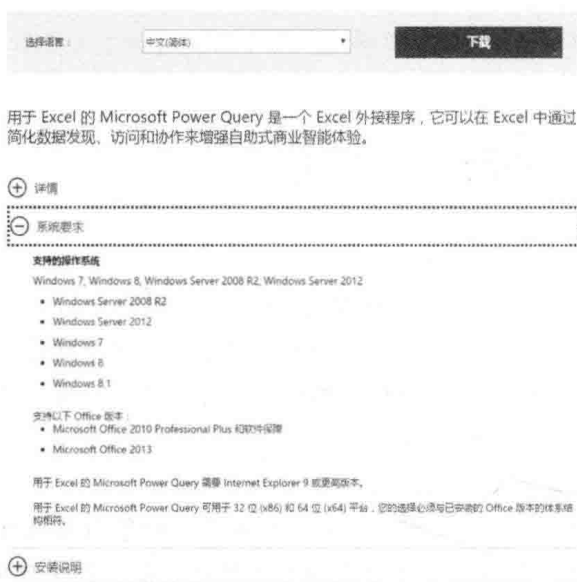 选择语言：
中文(简体)
下载
用于 Excel 的 Microsoft Power Query 是一个 Excel 外接程序，它可以在 Excel 中通过
简化数据发现、访问和协作来增强自助式商业智能体验。
详情
系统要求
支持的操作系统
Windows 7, Windows 8, Windows Server 2008 R2, Windows Server 2012
• Windows Server 2008 R2
• Windows Server 2012
• Windows 7
• Windows 8
• Windows 8.1
支持以下 Office 版本：
• Microsoft Office 2010 Professional Plus 和软件保障
• Microsoft Office 2013
用于 Excel 的 Microsoft Power Query 需要 Internet Explorer 9 或更高版本。
用于 Excel 的 Microsoft Power Query 可用于 32 位 (x86) 和 64 位 (x64) 平台，您的选择必须与已安装的 Office 版本的体系结
构相符。
安装说明